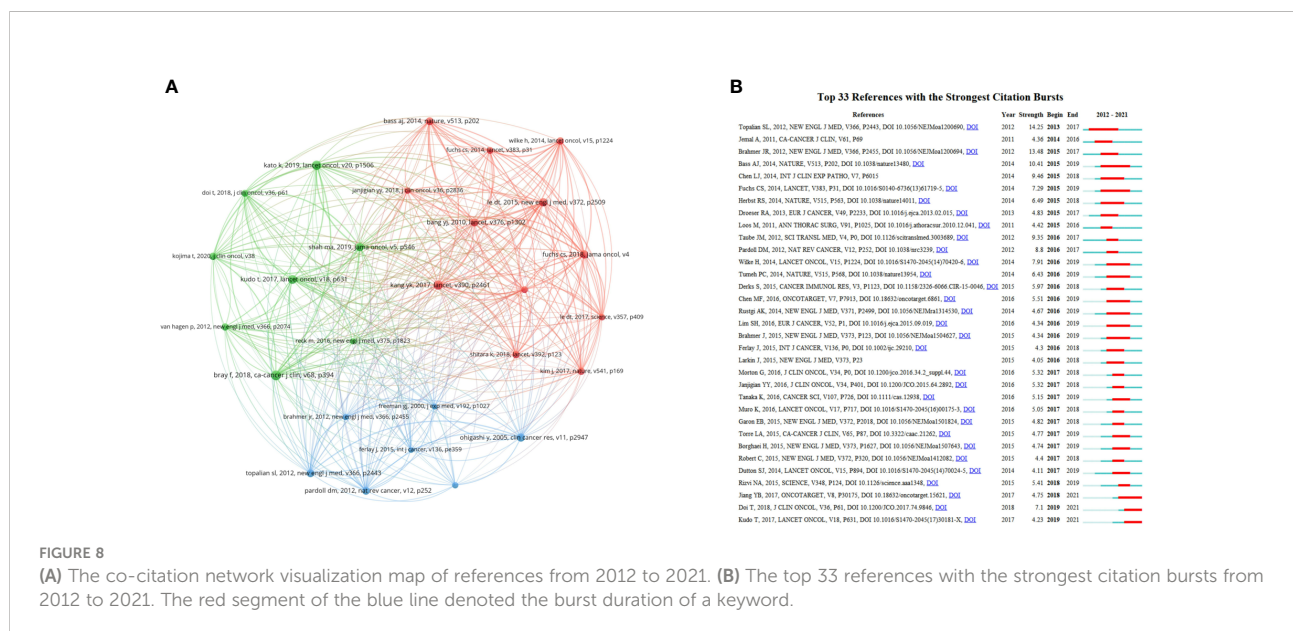 A
bass aj, 2014, nature, v513, p202
wilke h, 2014, lancet oncol, v15, p1224
fuchs cs, 2014, lancet, v383, p31
kato k, 2019, lancet oncol, v20, p1506
janjigian yy, 2018, j clin oncol, v36, p2836
doi t, 2018, j clin oncol, v36, p61
le dt, 2015, new engl j med, v372, p2509
bang yj, 2010, lancet, v376, p1302
shah ma, 2019, jama oncol, v5, p546
fuchs cs, 2018, jama oncol, v4
kojima t, 2020, j clin oncol, v38
kudo t, 2017, lancet oncol, v18, p631
kang yk, 2017, lancet, v390, p2461
le dt, 2017, science, v357, p409
van hagen p, 2012, new engl j med, v366, p2074
reck m, 2016, new engl j med, v375, p1823
shitara k, 2018, lancet, v392, p123
kim j, 2017, nature, v541, p169
bray f, 2018, ca-cancer j clin, v68, p394
freeman gj, 2000, j exp med, v192, p1027
brahmer jr, 2012, new engl j med, v366, p2455
ohigashi y, 2005, clin cancer res, v11, p2947
ferlay j, 2015, int j cancer, v136, pe359
topalian sl, 2012, new engl j med, v366, p2443
pardoll dm, 2012, nat rev cancer, v12, p252
B
Top 33 References with the Strongest Citation Bursts
References Year Strength Begin End 2012 - 2021
Topalian SL, 2012, NEW ENGL J MED, V366, P2443, DOI 10.1056/NEJMoa1200690, DOI 2012 14.25 2013 2017
Jemal A, 2011, CA-CANCER J CLIN, V61, P69 2011 4.36 2014 2016
Brahmer JR, 2012, NEW ENGL J MED, V366, P2455, DOI 10.1056/NEJMoa1200694, DOI 2012 13.48 2015 2017
Bass AJ, 2014, NATURE, V513, P202, DOI 10.1038/nature13480, DOI 2014 10.41 2015 2019
Chen LJ, 2014, INT J CLIN EXP PATHO, V7, P6015 2014 9.46 2015 2018
Fuchs CS, 2014, LANCET, V383, P31, DOI 10.1016/S0140-6736(13)61719-5, DOI 2014 7.29 2015 2019
Herbst RS, 2014, NATURE, V515, P563, DOI 10.1038/nature14011, DOI 2014 6.49 2015 2018
Droeser RA, 2013, EUR J CANCER, V49, P2233, DOI 10.1016/j.ejca.2013.02.015, DOI 2013 4.83 2015 2017
Loos M, 2011, ANN THORAC SURG, V91, P1025, DOI 10.1016/j.athoracsur.2010.12.041, DOI 2011 4.42 2015 2016
Taube JM, 2012, SCI TRANSL MED, V4, P0, DOI 10.1126/scitranslmed.3003689, DOI 2012 9.35 2016 2017
Pardoll DM, 2012, NAT REV CANCER, V12, P252, DOI 10.1038/nrc3239, DOI 2012 8.8 2016 2017
Wilke H, 2014, LANCET ONCOL, V15, P1224, DOI 10.1016/S1470-2045(14)70420-6, DOI 2014 7.91 2016 2019
Tumeh PC, 2014, NATURE, V515, P568, DOI 10.1038/nature13954, DOI 2014 6.43 2016 2019
Derks S, 2015, CANCER IMMUNOL RES, V3, P1123, DOI 10.1158/2326-6066.CIR-15-0046, DOI 2015 5.97 2016 2018
Chen MF, 2016, ONCOTARGET, V7, P7913, DOI 10.18632/oncotarget.6861, DOI 2016 5.51 2016 2019
Rustgi AK, 2014, NEW ENGL J MED, V371, P2499, DOI 10.1056/NEJMra1314530, DOI 2014 4.67 2016 2019
Lim SH, 2016, EUR J CANCER, V52, P1, DOI 10.1016/j.ejca.2015.09.019, DOI 2016 4.34 2016 2019
Brahmer J, 2015, NEW ENGL J MED, V373, P123, DOI 10.1056/NEJMoa1504627, DOI 2015 4.34 2016 2019
Ferlay J, 2015, INT J CANCER, V136, P0, DOI 10.1002/ijc.29210, DOI 2015 4.3 2016 2018
Larkin J, 2015, NEW ENGL J MED, V373, P23 2015 4.05 2016 2018
Morton G, 2016, J CLIN ONCOL, V34, P0, DOI 10.1200/jco.2016.34.2_suppl.44, DOI 2016 5.32 2017 2018
Janjigian YY, 2016, J CLIN ONCOL, V34, P401, DOI 10.1200/JCO.2015.64.2892, DOI 2016 5.32 2017 2018
Tanaka K, 2016, CANCER SCI, V107, P726, DOI 10.1111/cas.12938, DOI 2016 5.15 2017 2019
Muro K, 2016, LANCET ONCOL, V17, P717, DOI 10.1016/S1470-2045(16)00175-3, DOI 2016 5.05 2017 2018
Garon EB, 2015, NEW ENGL J MED, V372, P2018, DOI 10.1056/NEJMoa1501824, DOI 2015 4.82 2017 2018
Torre LA, 2015, CA-CANCER J CLIN, V65, P87, DOI 10.3322/caac.21262, DOI 2015 4.77 2017 2019
Borghaei H, 2015, NEW ENGL J MED, V373, P1627, DOI 10.1056/NEJMoa1507643, DOI 2015 4.74 2017 2019
Robert C, 2015, NEW ENGL J MED, V372, P320, DOI 10.1056/NEJMoa1412082, DOI 2015 4.4 2017 2018
Dutton SJ, 2014, LANCET ONCOL, V15, P894, DOI 10.1016/S1470-2045(14)70024-5, DOI 2014 4.11 2017 2019
Rizvi NA, 2015, SCIENCE, V348, P124, DOI 10.1126/science.aaa1348, DOI 2015 5.41 2018 2019
Jiang YB, 2017, ONCOTARGET, V8, P30175, DOI 10.18632/oncotarget.15621, DOI 2017 4.75 2018 2021
Doi T, 2018, J CLIN ONCOL, V36, P61, DOI 10.1200/JCO.2017.74.9846, DOI 2018 7.1 2019 2021
Kudo T, 2017, LANCET ONCOL, V18, P631, DOI 10.1016/S1470-2045(17)30181-X, DOI 2017 4.23 2019 2021
FIGURE 8
(A) The co-citation network visualization map of references from 2012 to 2021. (B) The top 33 references with the strongest citation bursts from
2012 to 2021. The red segment of the blue line denoted the burst duration of a keyword.